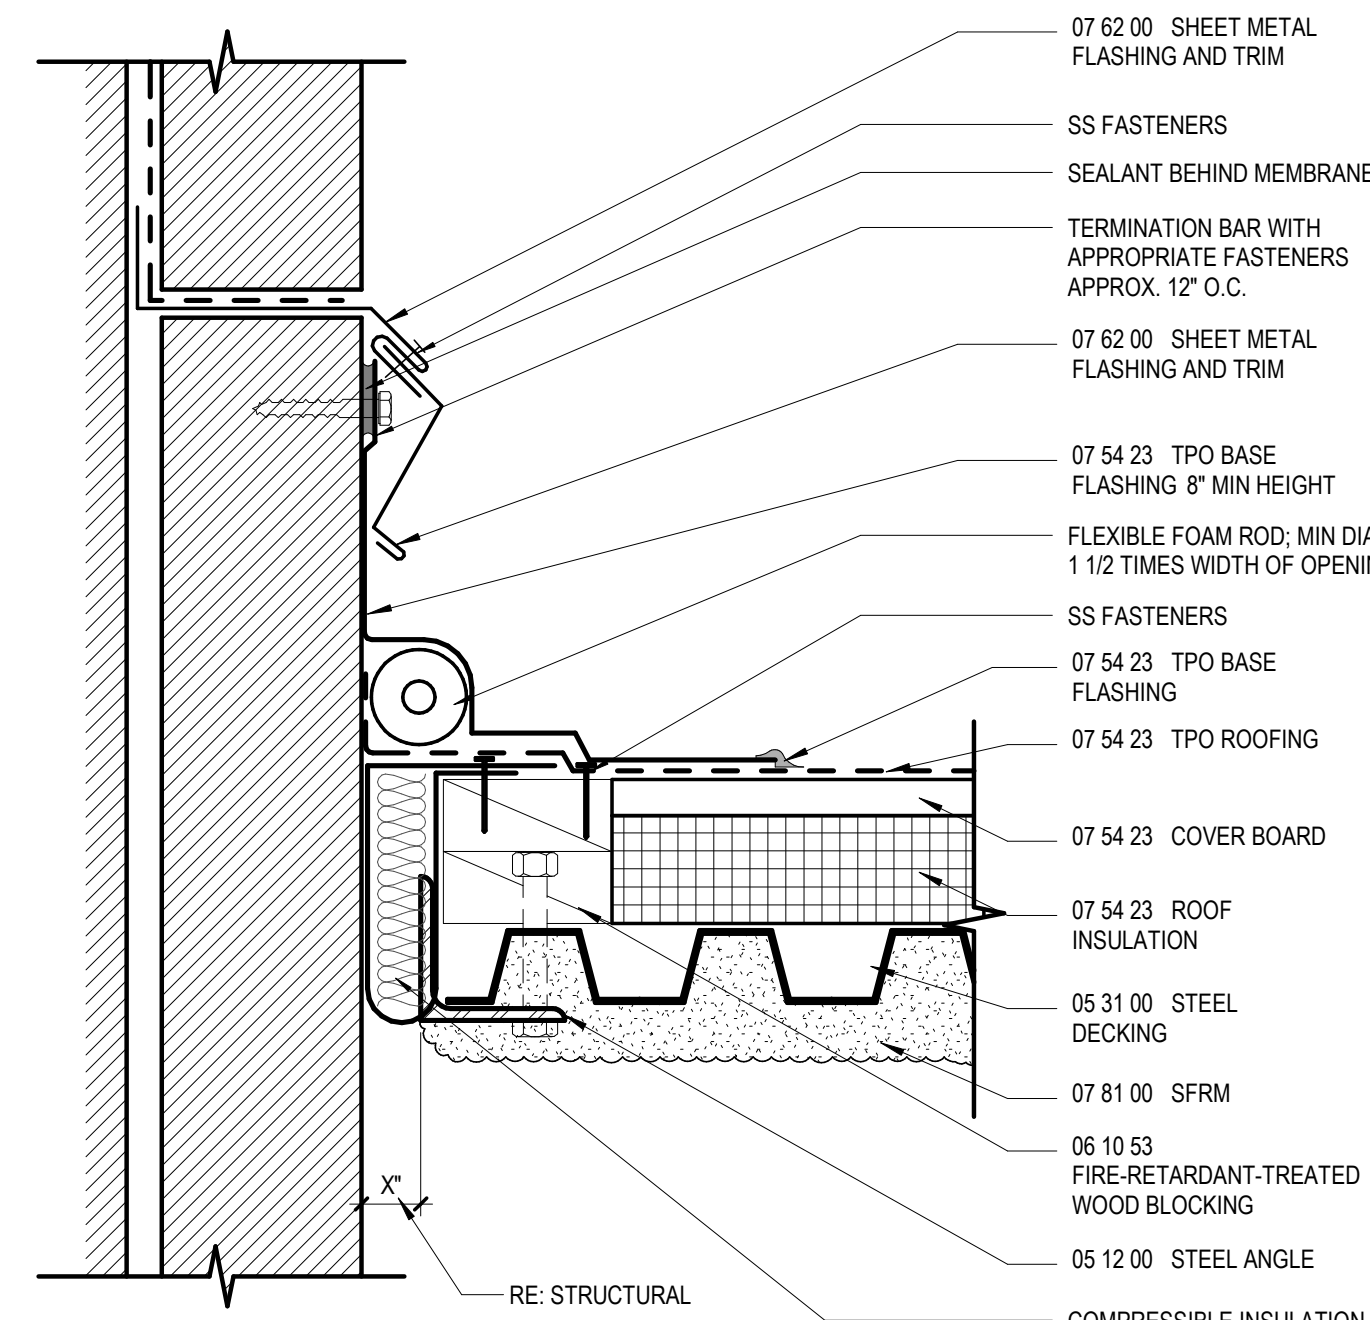 07 62 00 SHEET METAL
FLASHING AND TRIM
SS FASTENERS
SEALANT BEHIND MEMBRANE
TERMINATION BAR WITH
APPROPRIATE FASTENERS
APPROX. 12" O.C.
07 62 00 SHEET METAL
FLASHING AND TRIM
07 54 23 TPO BASE
FLASHING 8" MIN HEIGHT
FLEXIBLE FOAM ROD; MIN DIA
1 1/2 TIMES WIDTH OF
SS FASTENERS
07 54 23 TPO BASE
FLASHING
07 54 23 TPO ROOFING
07 54 23 COVER BOARD
07 54 23 ROOF
INSULATION
05 31 00 STEEL
DECKING
07 81 00 SFRM
06 10 53
FIRE-RETARDANT-TREATED
WOOD BLOCKING
05 12 00 STEEL ANGLE
COMPRESSIBLE INSULATION
X"
RE: STRUCTURAL